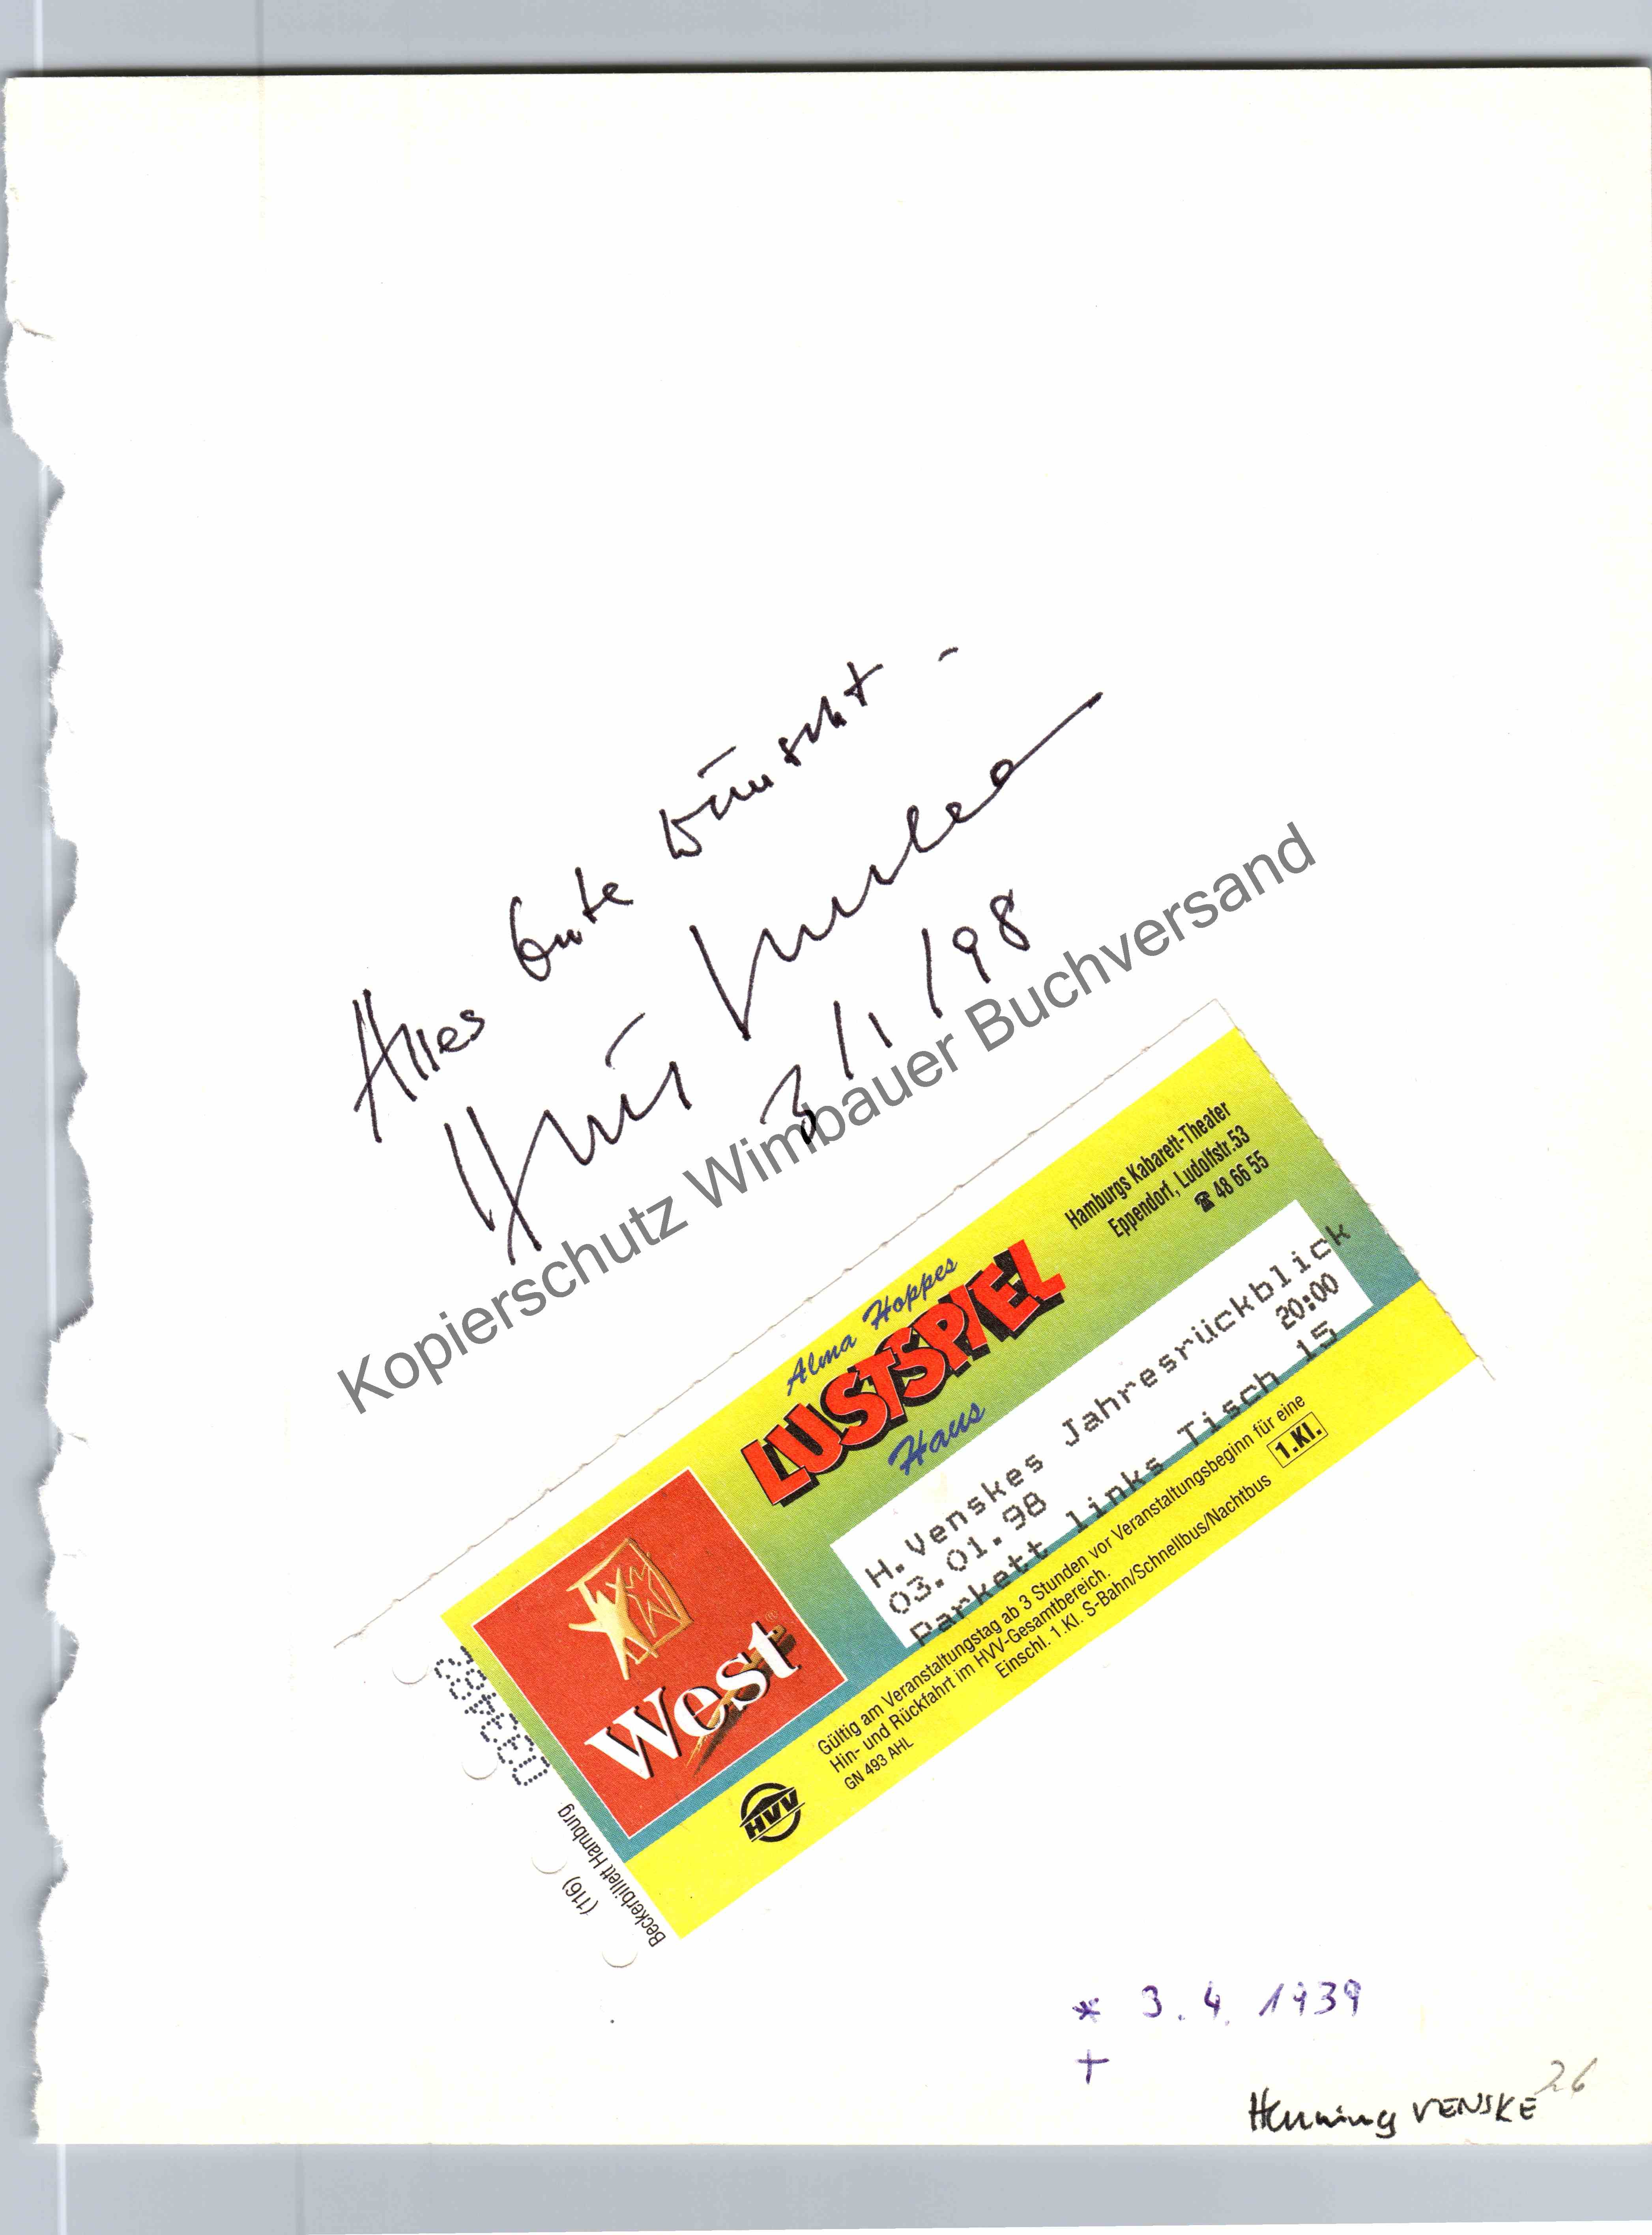 Alles Gute wünscht -
3/1/98
Kopierschutz Wimbauer Buchversand
Alma Hoppes
LUSTSPIEL
Haus
Hamburgs Kabarett-Theater
Eppendorf, Ludolfstr.53
☎ 48 66 55
West®
H.Venskes Jahresrückblick
03.01.98 20:00
Parkett links Tisch 15
HVV
Gültig am Veranstaltungstag ab 3 Stunden vor Veranstaltungsbeginn für eine
Hin- und Rückfahrt im HVV-Gesamtbereich.
Einschl. 1.Kl. S-Bahn/Schnellbus/Nachtbus 1.Kl.
GN 493 AHL
Beckerbillett Hamburg
(116)
* 3. 4. 1939
+
Henning VENSKE
26